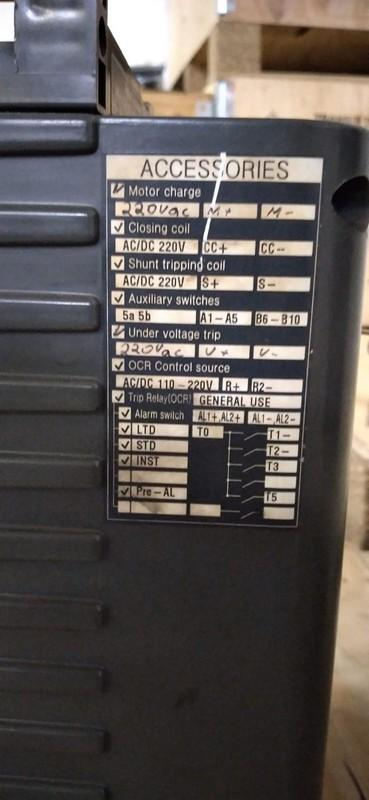 ACCESSORIES
Motor charge
220Vac M+ M-
Closing coil
AC/DC 220V CC+ CC-
Shunt tripping coil
AC/DC 220V S+ S-
Auxiliary switches
5a 5b A1-A5 B6-B10
Under voltage trip
220Vac V+ V-
OCR Control source
AC/DC 110-220V R+ R2-
Trip Relay(OCR) GENERAL USE
Alarm switch AL1+,AL2+ AL1-,AL2-
LTD T0 T1-
STD T2-
INST T3
Pre-AL T5